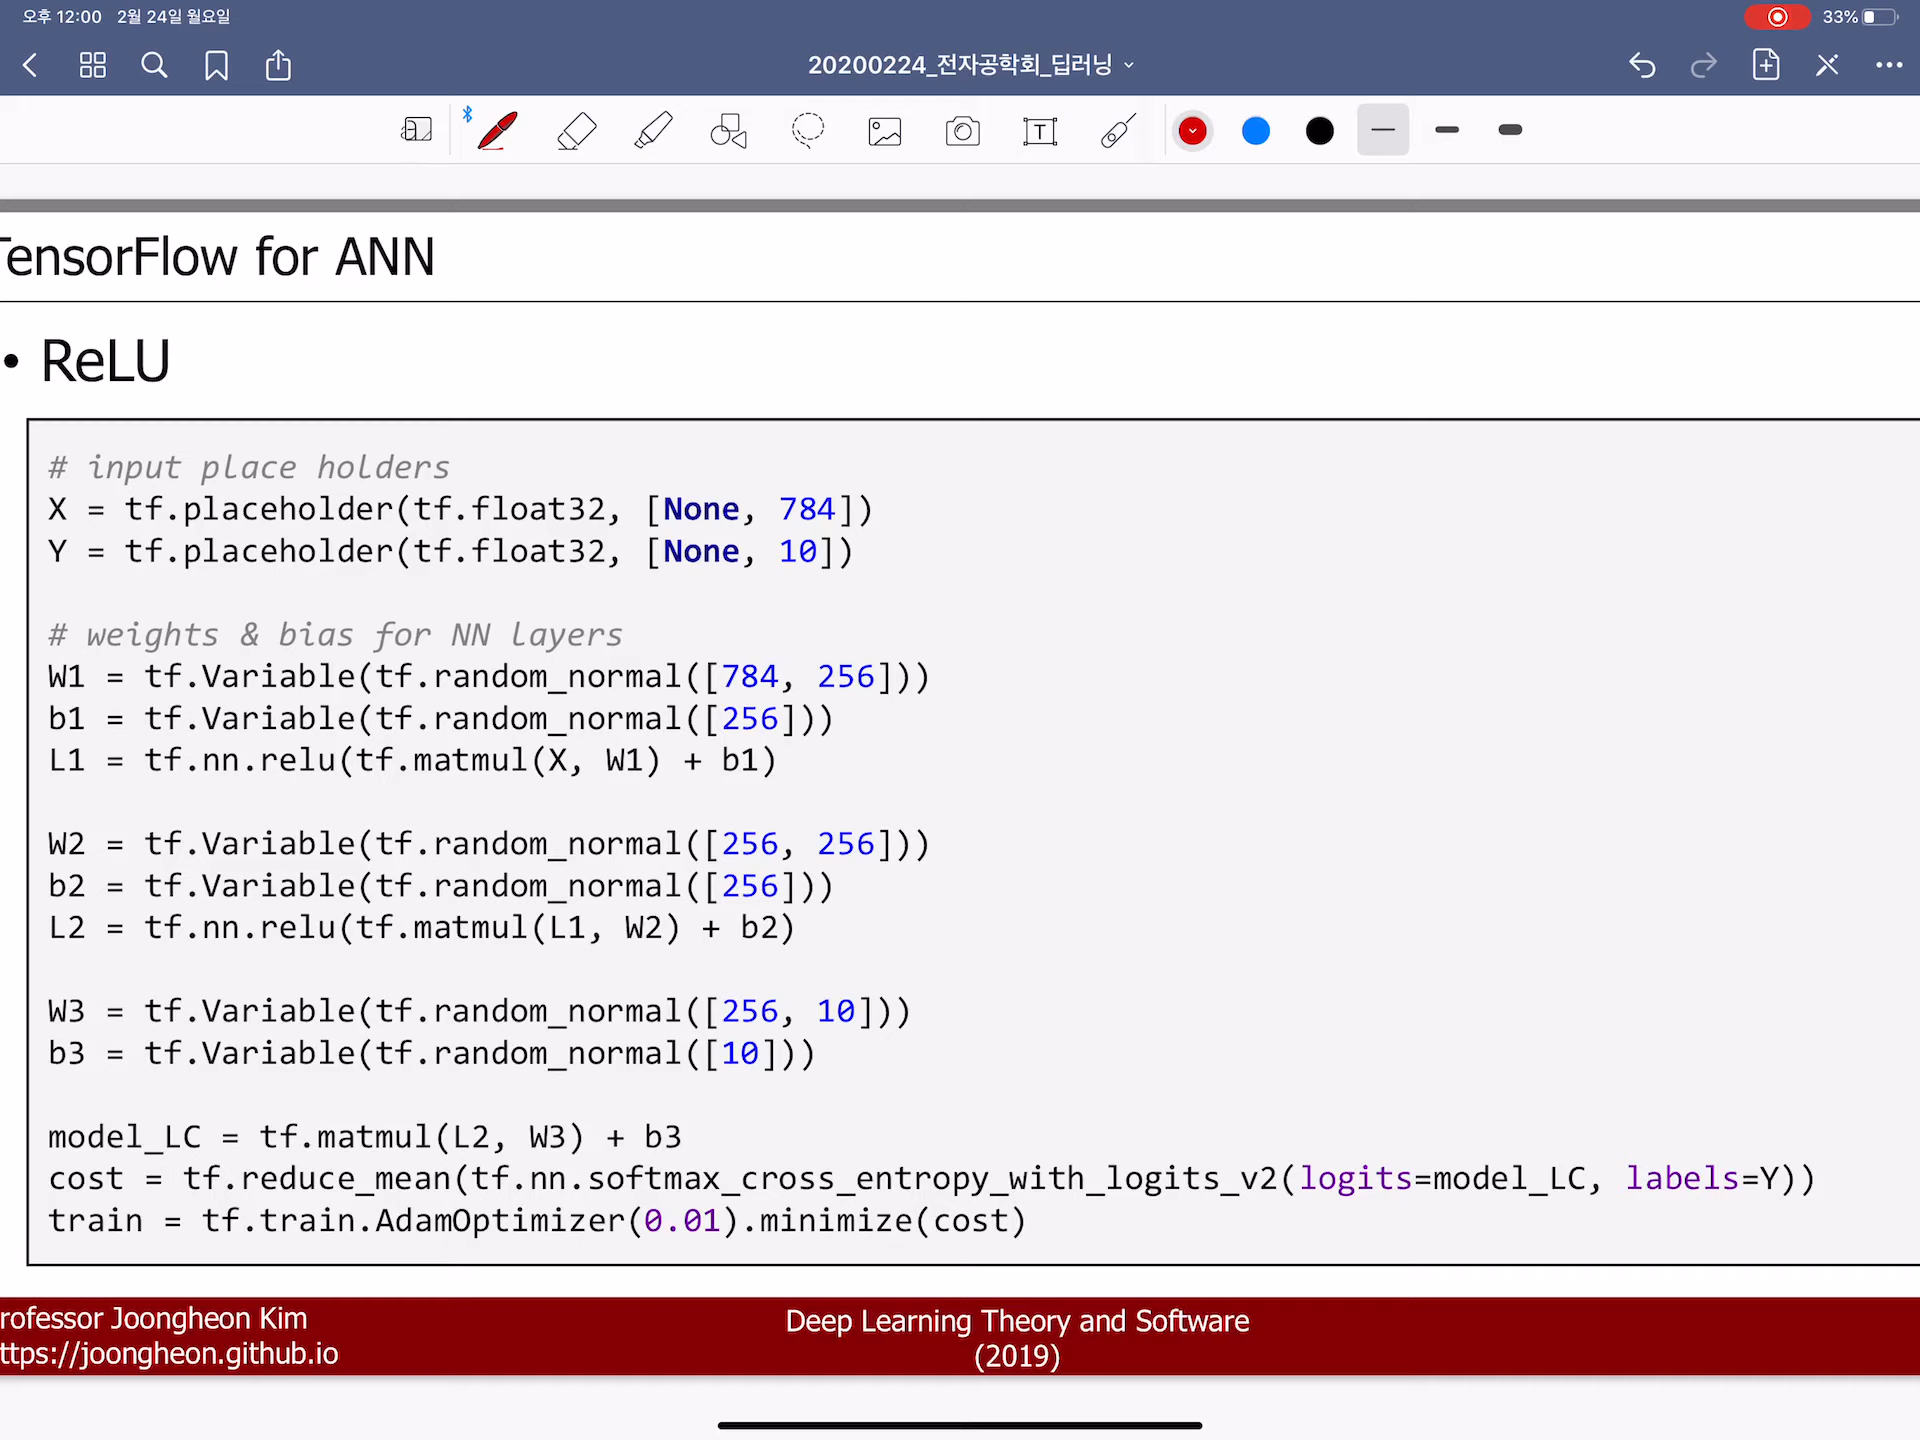 오후 12:00 2월 24일 월요일
33%
20200224_전자공학회_딥러닝
TensorFlow for ANN
• ReLU
# input place holders
X = tf.placeholder(tf.float32, [None, 784])
Y = tf.placeholder(tf.float32, [None, 10])
# weights & bias for NN layers
W1 = tf.Variable(tf.random_normal([784, 256]))
b1 = tf.Variable(tf.random_normal([256]))
L1 = tf.nn.relu(tf.matmul(X, W1) + b1)
W2 = tf.Variable(tf.random_normal([256, 256]))
b2 = tf.Variable(tf.random_normal([256]))
L2 = tf.nn.relu(tf.matmul(L1, W2) + b2)
W3 = tf.Variable(tf.random_normal([256, 10]))
b3 = tf.Variable(tf.random_normal([10]))
model_LC = tf.matmul(L2, W3) + b3
cost = tf.reduce_mean(tf.nn.softmax_cross_entropy_with_logits_v2(logits=model_LC, labels=Y))
train = tf.train.AdamOptimizer(0.01).minimize(cost)
rofessor Joongheon Kim
ttps://joongheon.github.io
Deep Learning Theory and Software
(2019)